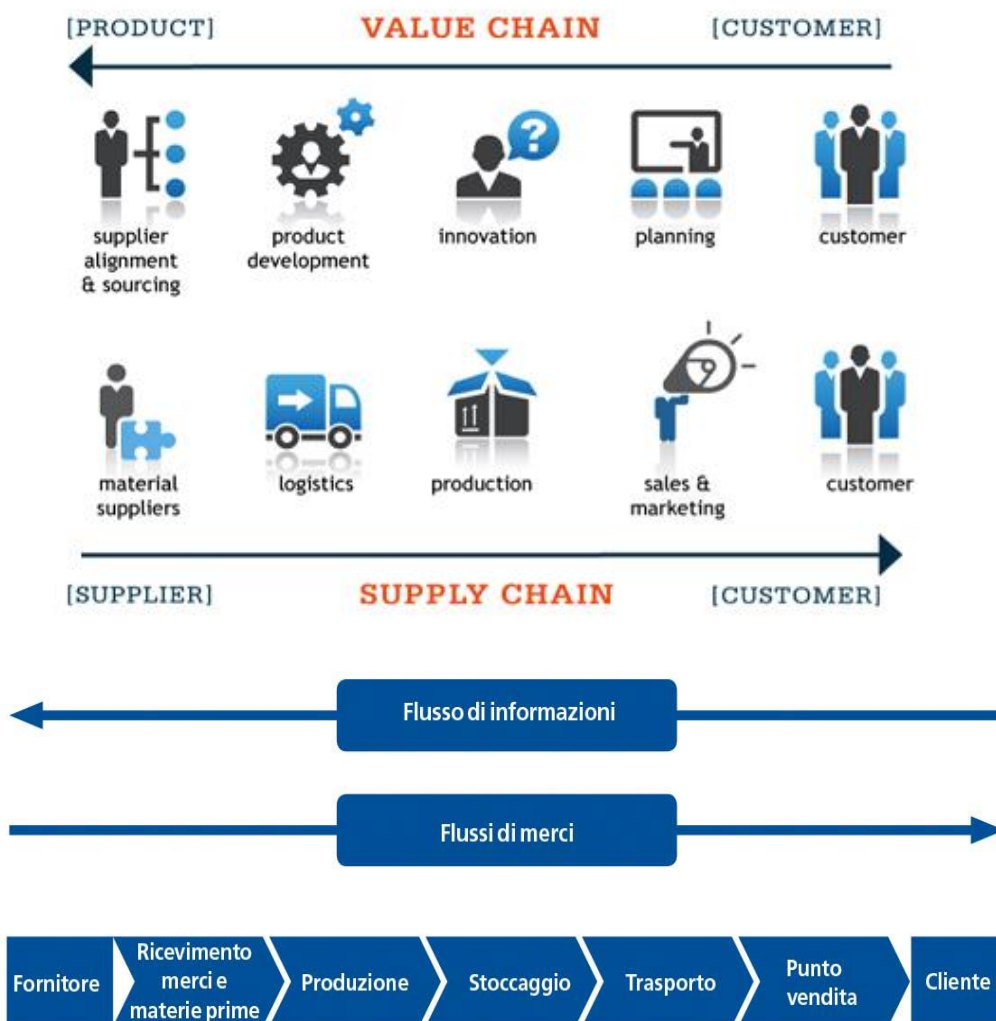 [PRODUCT] VALUE CHAIN [CUSTOMER]
supplier
alignment
& sourcing
product
development
innovation
planning
customer
material
suppliers
logistics
production
sales &
marketing
customer
[SUPPLIER] SUPPLY CHAIN [CUSTOMER]
Flusso di informazioni
Flussi di merci
Fornitore
Ricevimento
merci e
materie prime
Produzione
Stoccaggio
Trasporto
Punto
vendita
Cliente